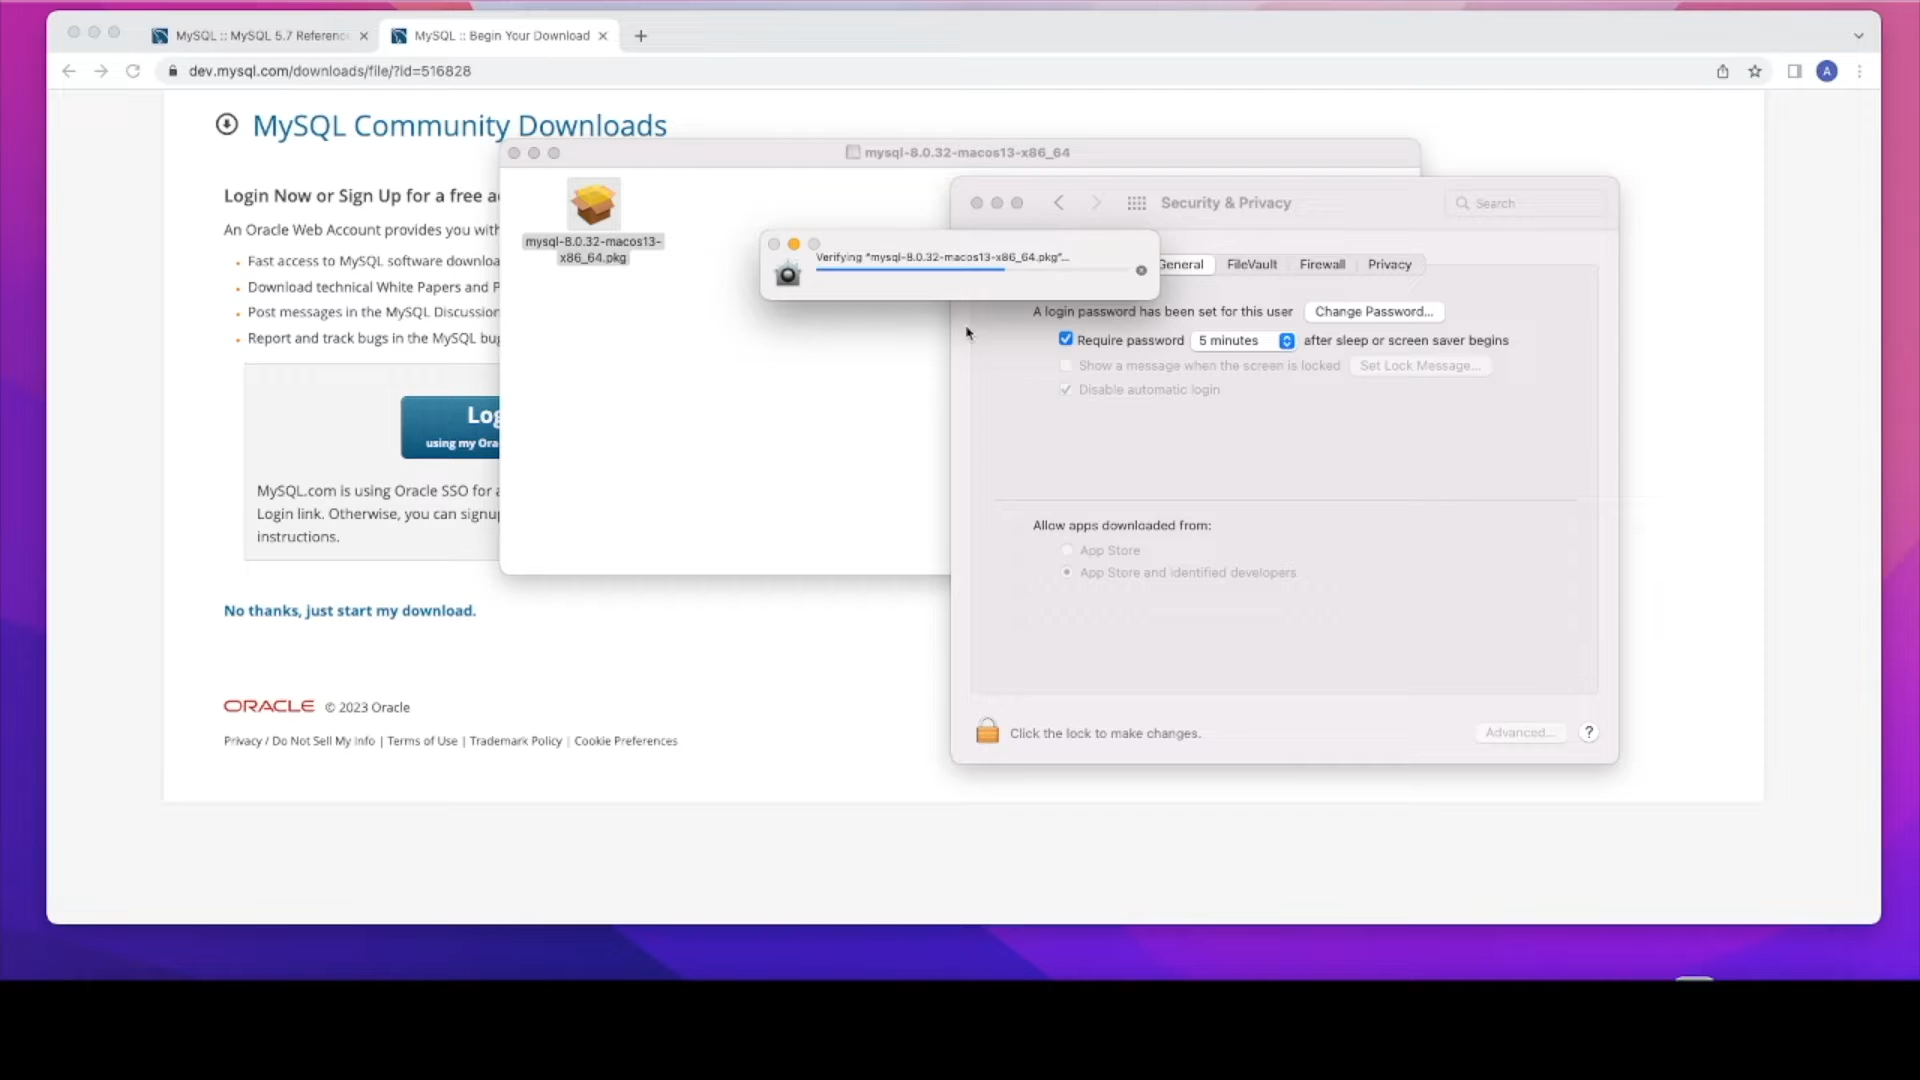 MySQL :: MySQL 5.7 Referenc
MySQL :: Begin Your Download
dev.mysql.com/downloads/file/?id=516828
A
MySQL Community Downloads
mysql-8.0.32-macos13-x86_64
mysql-8.0.32-macos13-
x86_64.pkg
Login Now or Sign Up for a free a
An Oracle Web Account provides you with
Fast access to MySQL software downloa
Download technical White Papers and P
Post messages in the MySQL Discussion
Report and track bugs in the MySQL bug
Log
using my Ora
MySQL.com is using Oracle SSO for a
Login link. Otherwise, you can signup
instructions.
No thanks, just start my download.
ORACLE © 2023 Oracle
Privacy / Do Not Sell My Info | Terms of Use | Trademark Policy | Cookie Preferences
Security & Privacy
Search
Verifying "mysql-8.0.32-macos13-x86_64.pkg"...
General FileVault Firewall Privacy
A login password has been set for this user Change Password...
Require password 5 minutes after sleep or screen saver begins
Show a message when the screen is locked Set Lock Message...
Disable automatic login
Allow apps downloaded from:
App Store
App Store and identified developers
Click the lock to make changes.
Advanced... ?